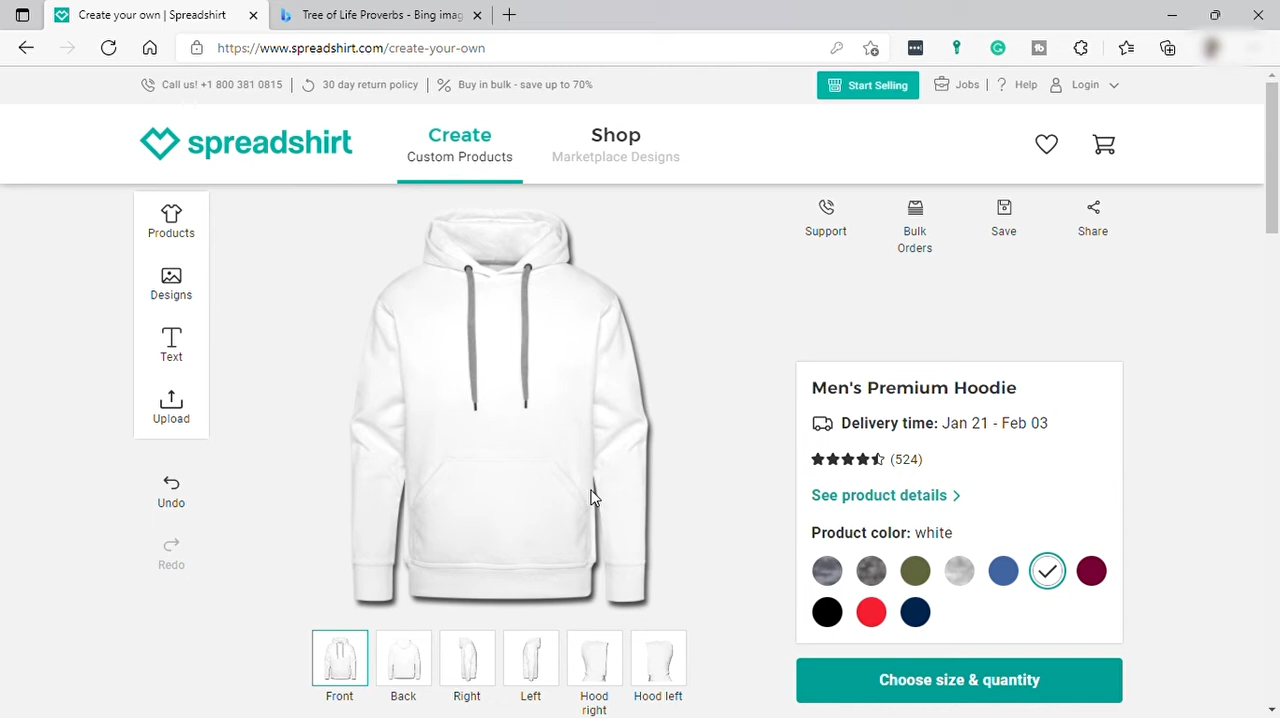 Create your own | Spreadshirt
Tree of Life Proverbs - Bing imag
https://www.spreadshirt.com/create-your-own
Call us! +1 800 381 0815
30 day return policy
Buy in bulk - save up to 70%
Start Selling
Jobs
Help
Login
spreadshirt
Create
Custom Products
Shop
Marketplace Designs
Products
Designs
Text
Upload
Undo
Redo
Support
Bulk
Orders
Save
Share
Men's Premium Hoodie
Delivery time: Jan 21 - Feb 03
(524)
See product details
Product color: white
Choose size & quantity
Front
Back
Right
Left
Hood
right
Hood left